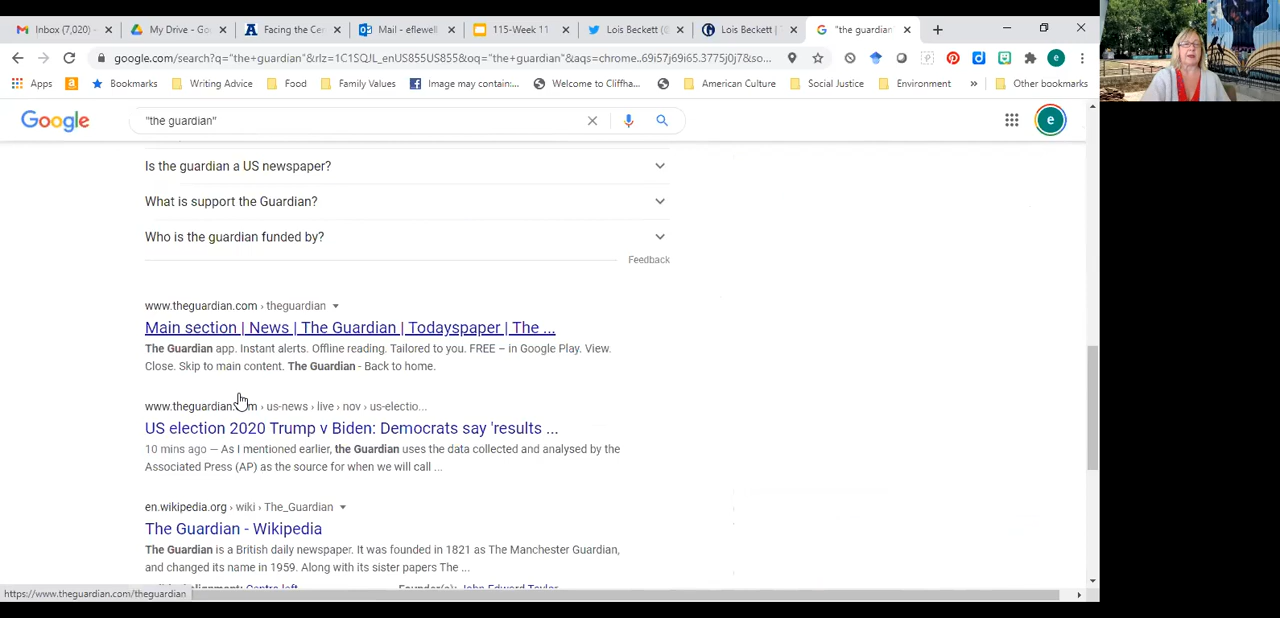 Inbox (7,020) - My Drive - Goo Facing the Cen Mail - eflewell 115-Week 11 Lois Beckett (@ Lois Beckett | "the guardian
google.com/search?q="the+guardian"&rlz=1C1SQJL_enUS855US855&oq="the+guardian"&aqs=chrome..69i57j69i65.3775j0j7&so...
Apps Bookmarks Writing Advice Food Family Values Image may contain:... Welcome to Cliffha... American Culture Social Justice Environment » Other bookmarks
Google "the guardian" e
Is the guardian a US newspaper?
What is support the Guardian?
Who is the guardian funded by?
Feedback
www.theguardian.com › theguardian
Main section | News | The Guardian | Todayspaper | The ...
The Guardian app. Instant alerts. Offline reading. Tailored to you. FREE – in Google Play. View.
Close. Skip to main content. The Guardian - Back to home.
www.theguardian.com › us-news › live › nov › us-electio...
US election 2020 Trump v Biden: Democrats say 'results ...
10 mins ago — As I mentioned earlier, the Guardian uses the data collected and analysed by the
Associated Press (AP) as the source for when we will call ...
en.wikipedia.org › wiki › The_Guardian
The Guardian - Wikipedia
The Guardian is a British daily newspaper. It was founded in 1821 as The Manchester Guardian,
and changed its name in 1959. Along with its sister papers The ...
Centre left Founder(s): John Edward Taylor
https://www.theguardian.com/theguardian